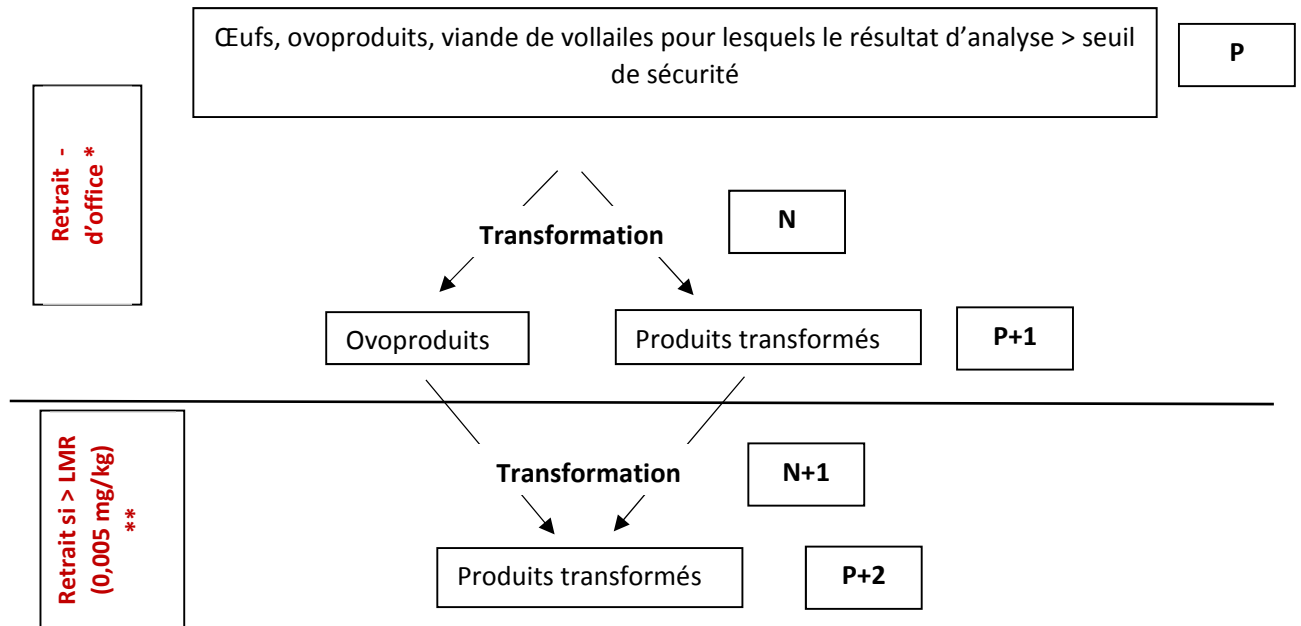 Œufs, ovoproduits, viande de vollailes pour lesquels le résultat d’analyse > seuil
de sécurité
P
Retrait -
d’office *
Transformation
N
Ovoproduits
Produits transformés
P+1
Retrait si > LMR
(0,005 mg/kg)
**
Transformation
N+1
Produits transformés
P+2